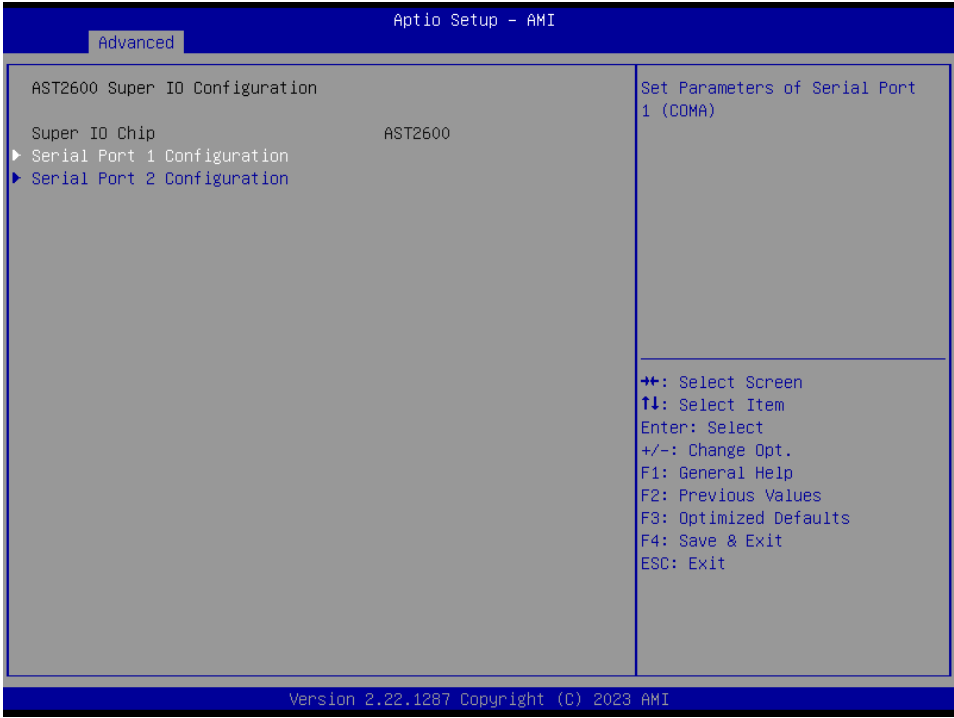 Aptio Setup – AMI
Advanced
AST2600 Super IO Configuration
Super IO Chip AST2600
Serial Port 1 Configuration
Serial Port 2 Configuration
Set Parameters of Serial Port
1 (COMA)
→←: Select Screen
↑↓: Select Item
Enter: Select
+/-: Change Opt.
F1: General Help
F2: Previous Values
F3: Optimized Defaults
F4: Save & Exit
ESC: Exit
Version 2.22.1287 Copyright (C) 2023 AMI